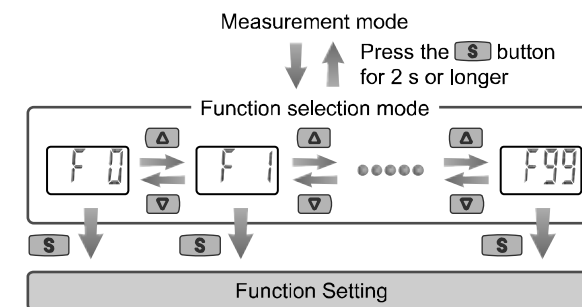 Measurement mode
Press the S button
for 2 s or longer
Function selection mode
F 0 F 1 F99
S S S
Function Setting